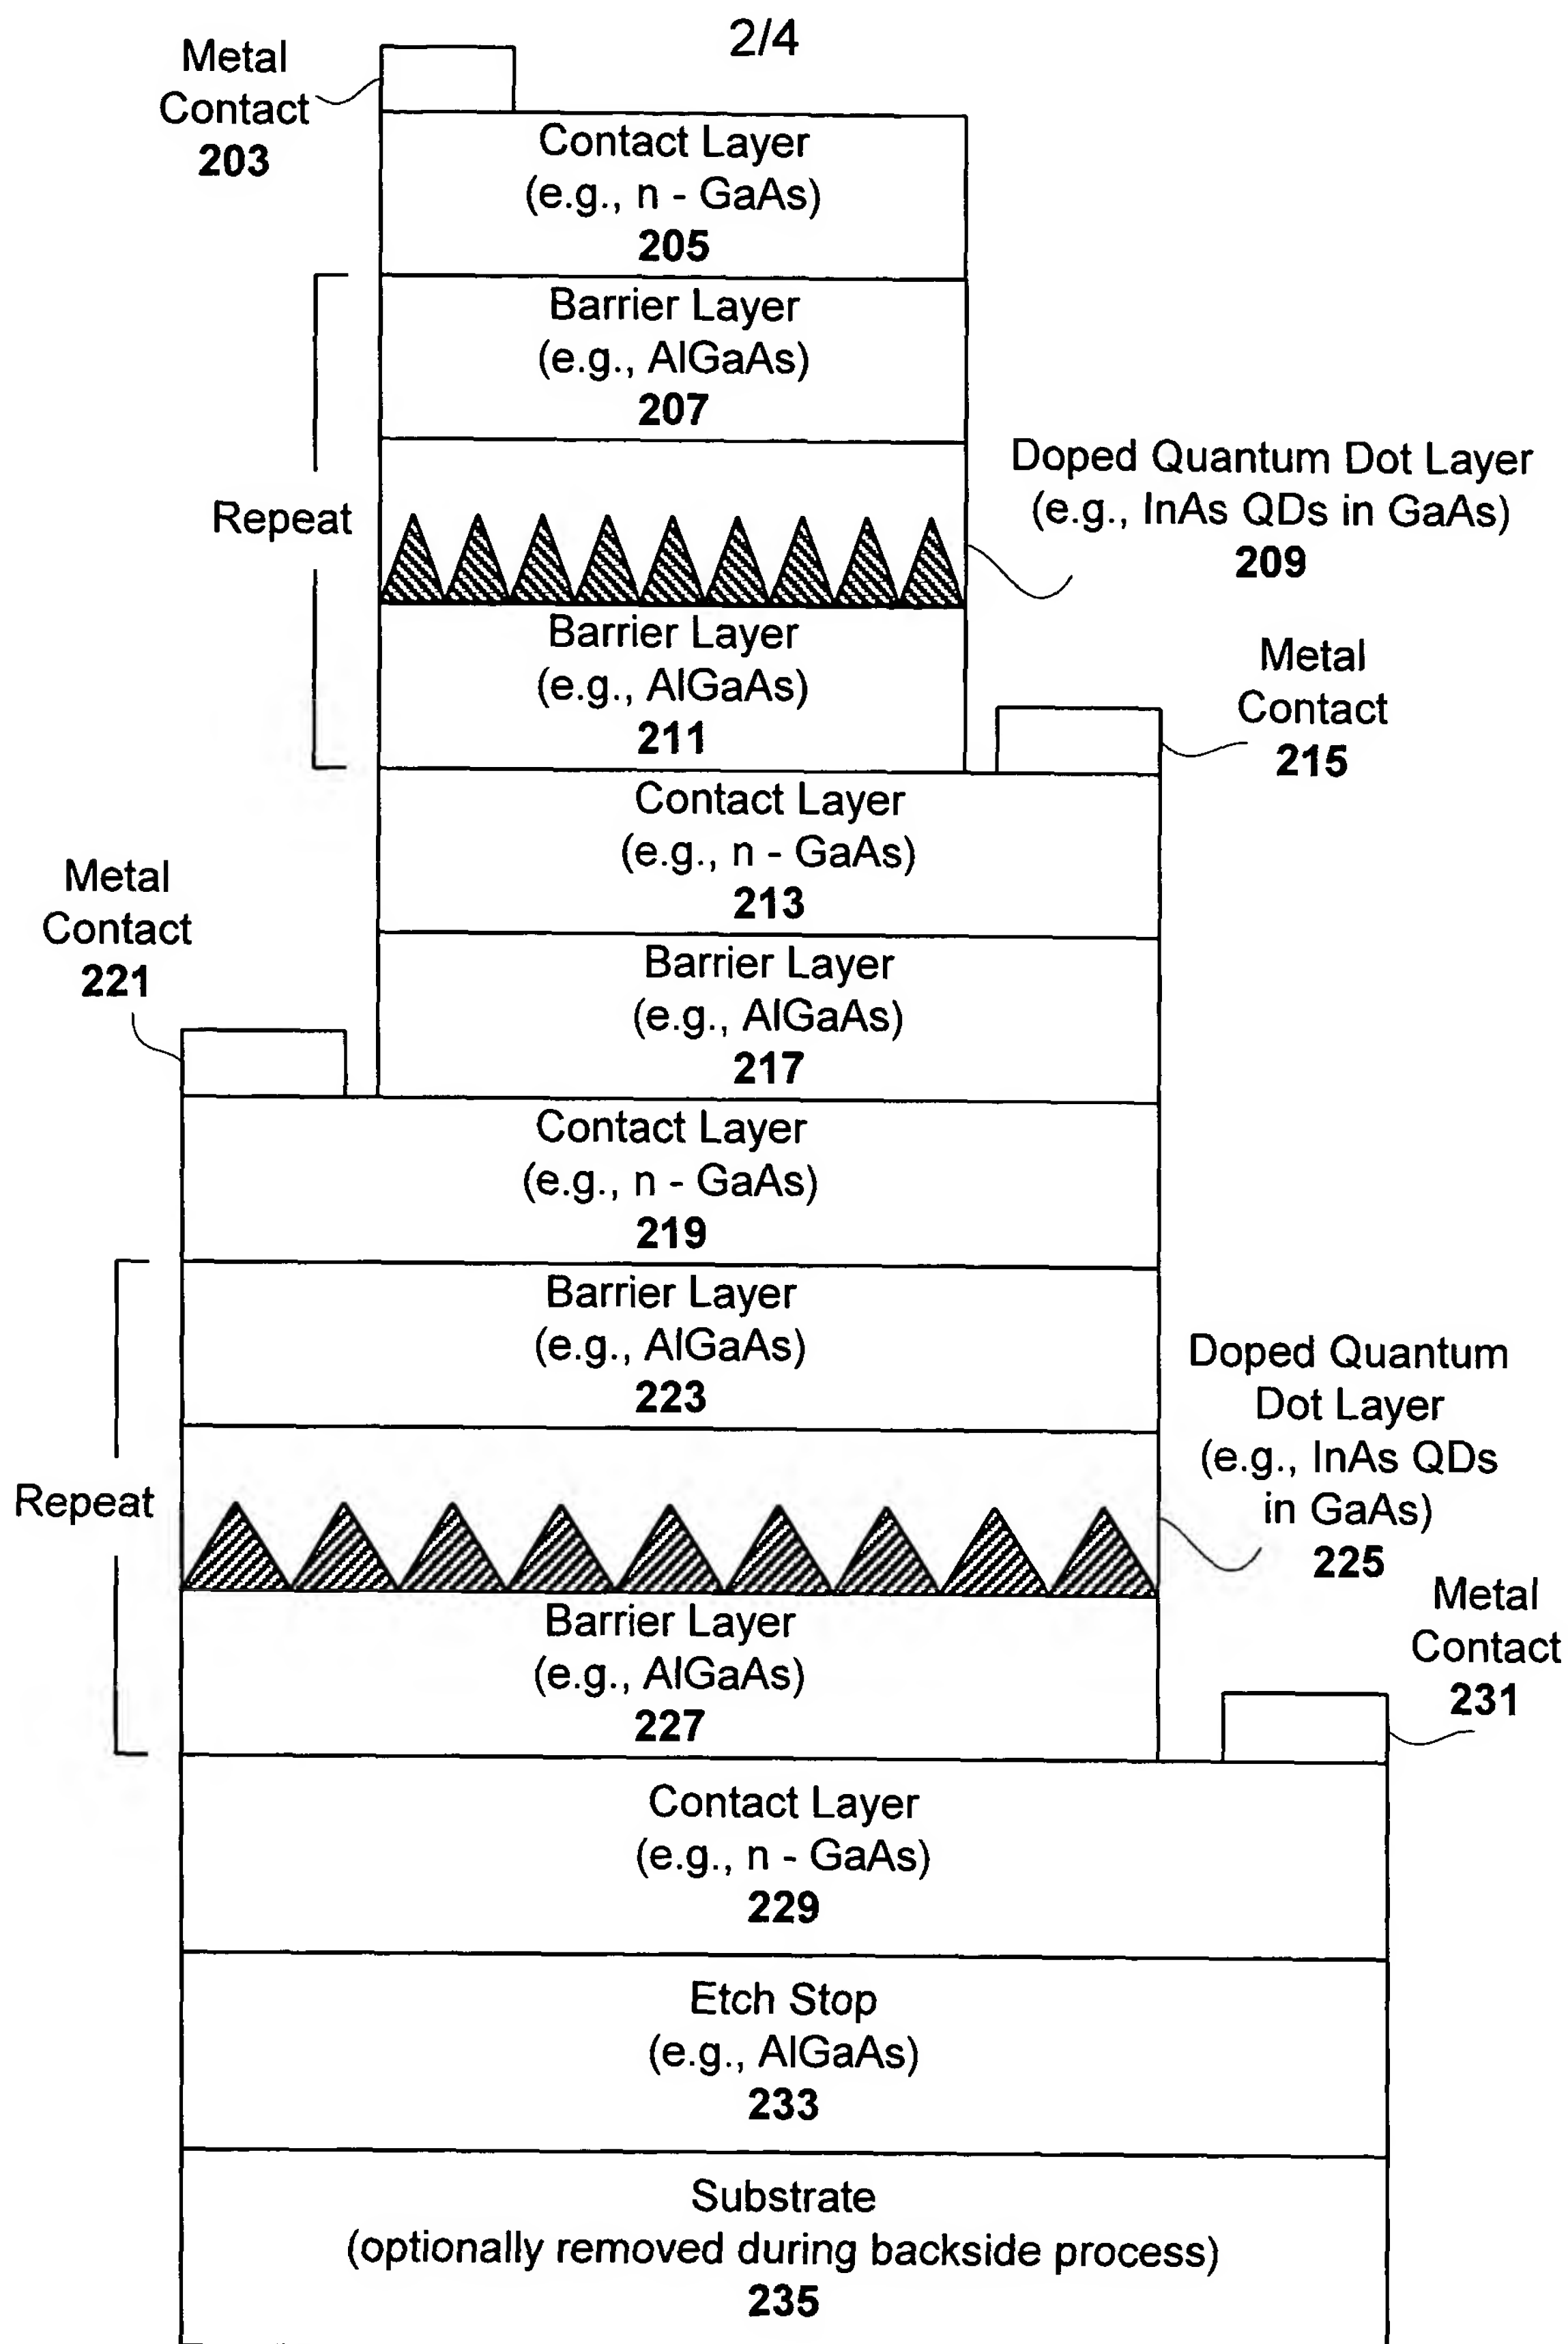 2/4
Metal
Contact
203
Contact Layer
(e.g., n - GaAs)
205
Barrier Layer
(e.g., AlGaAs)
207
Doped Quantum Dot Layer
(e.g., InAs QDs in GaAs)
209
Repeat
Barrier Layer
(e.g., AlGaAs)
211
Metal
Contact
215
Contact Layer
(e.g., n - GaAs)
213
Metal
Contact
221
Barrier Layer
(e.g., AlGaAs)
217
Contact Layer
(e.g., n - GaAs)
219
Barrier Layer
(e.g., AlGaAs)
223
Doped Quantum
Dot Layer
(e.g., InAs QDs
in GaAs)
225
Repeat
Barrier Layer
(e.g., AlGaAs)
227
Metal
Contact
231
Contact Layer
(e.g., n - GaAs)
229
Etch Stop
(e.g., AlGaAs)
233
Substrate
(optionally removed during backside process)
235